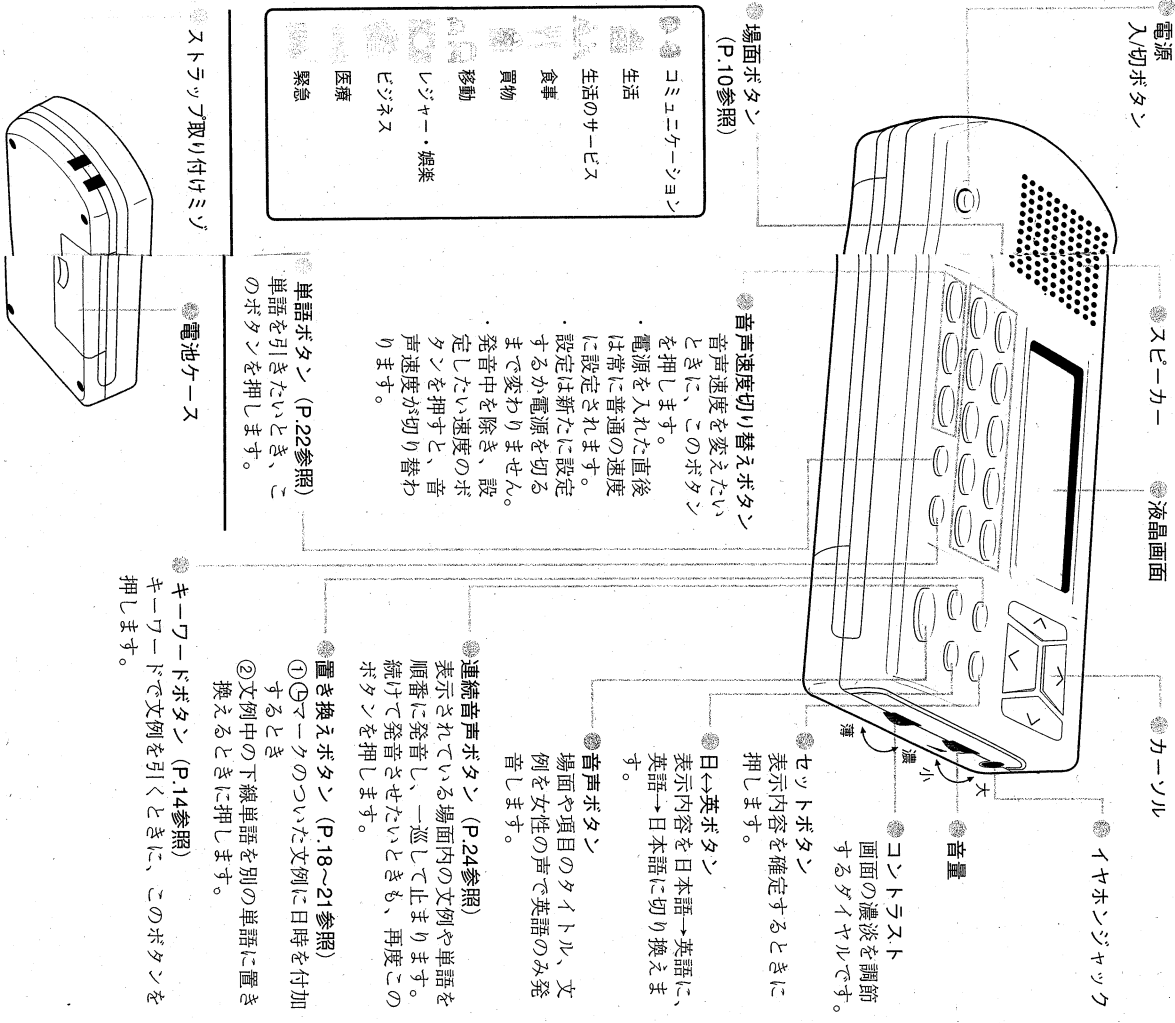 電源
入/切ボタン
スピーカー
液晶画面
カーソル
イヤホンジャック
大
小
音量
濃
薄
コントラスト
画面の濃淡を調節
するダイヤルです。
セットボタン
表示内容を確定するときに
押します。
日↔英ボタン
表示内容を日本語→英語に、
英語→日本語に切り換えま
す。
音声ボタン
場面や項目のタイトル、文
例を女性の声で英語のみ発
音します。
連続音声ボタン（P.24参照）
表示されている場面内の文例や単語を
順番に発音し、一巡して止まります。
続けて発音させたいときも、再度この
ボタンを押します。
置き換えボタン（P.18～21参照）
①マークのついた文例に日時を付加
するとき
②文例中の下線単語を別の単語に置き
換えるときに押します。
キーワードボタン（P.14参照）
キーワードで文例を引くときに、このボタンを
押します。
場面ボタン
（P.10参照）
コミュニケーション
生活
生活のサービス
食事
買物
移動
レジャー・娯楽
ビジネス
医療
緊急
音声速度切り替えボタン
音声速度を変えたい
ときに、このボタン
を押します。
・電源を入れた直後
は常に普通の速度
に設定されます。
・設定は新たに設定
するか電源を切る
まで変わりません。
・発音中を除き、設
定したい速度のボ
タンを押すと、音
声速度が切り替わ
ります。
単語ボタン（P.22参照）
単語を引きたいとき、こ
のボタンを押します。
ストラップ取り付けミゾ
電池ケース